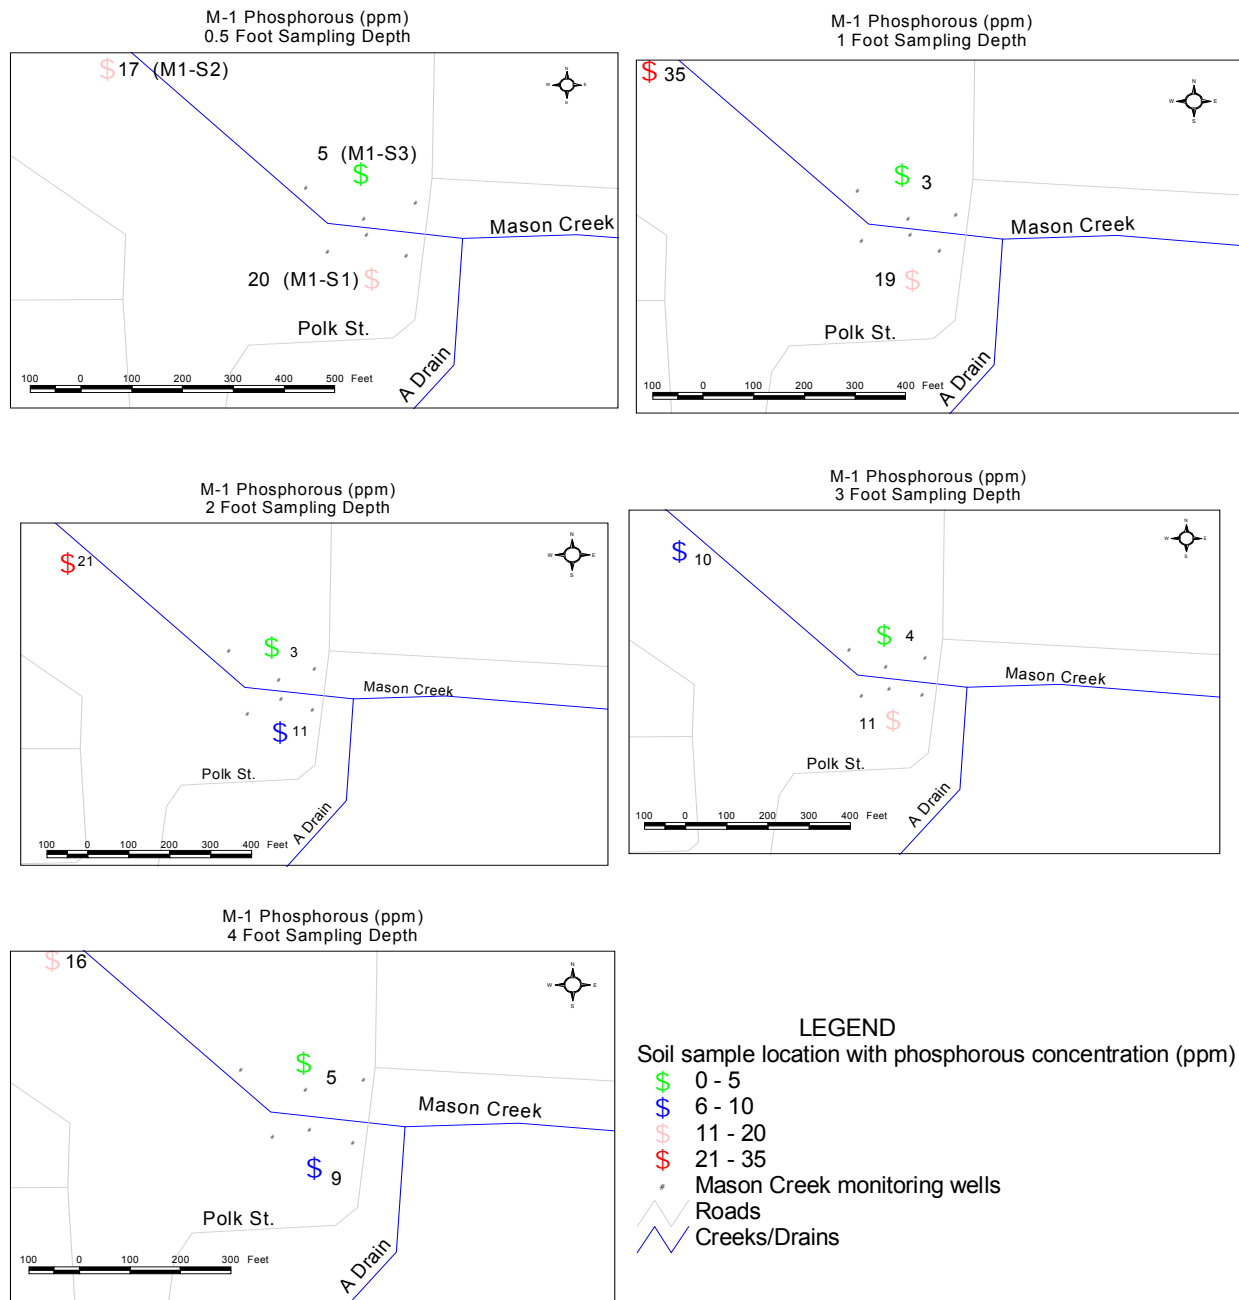 M-1 Phosphorous (ppm)
0.5 Foot Sampling Depth
$ 17 (M1-S2)
N
W E
S
5 (M1-S3)
$
Mason Creek
20 (M1-S1) $
Polk St.
A Drain
100 0 100 200 300 400 500 Feet
M-1 Phosphorous (ppm)
1 Foot Sampling Depth
$ 35
N
W E
S
$ 3
Mason Creek
19 $
Polk St.
A Drain
100 0 100 200 300 400 Feet
M-1 Phosphorous (ppm)
2 Foot Sampling Depth
$ 21
N
W E
S
$ 3
Mason Creek
$ 11
Polk St.
A Drain
100 0 100 200 300 400 Feet
M-1 Phosphorous (ppm)
3 Foot Sampling Depth
$ 10
N
W E
S
$ 4
Mason Creek
11 $
Polk St.
A Drain
100 0 100 200 300 400 Feet
M-1 Phosphorous (ppm)
4 Foot Sampling Depth
$ 16
N
W E
S
$ 5
Mason Creek
$ 9
Polk St.
A Drain
100 0 100 200 300 Feet
LEGEND
Soil sample location with phosphorous concentration (ppm)
$ 0 - 5
$ 6 - 10
$ 11 - 20
$ 21 - 35
# Mason Creek monitoring wells
Roads
Creeks/Drains